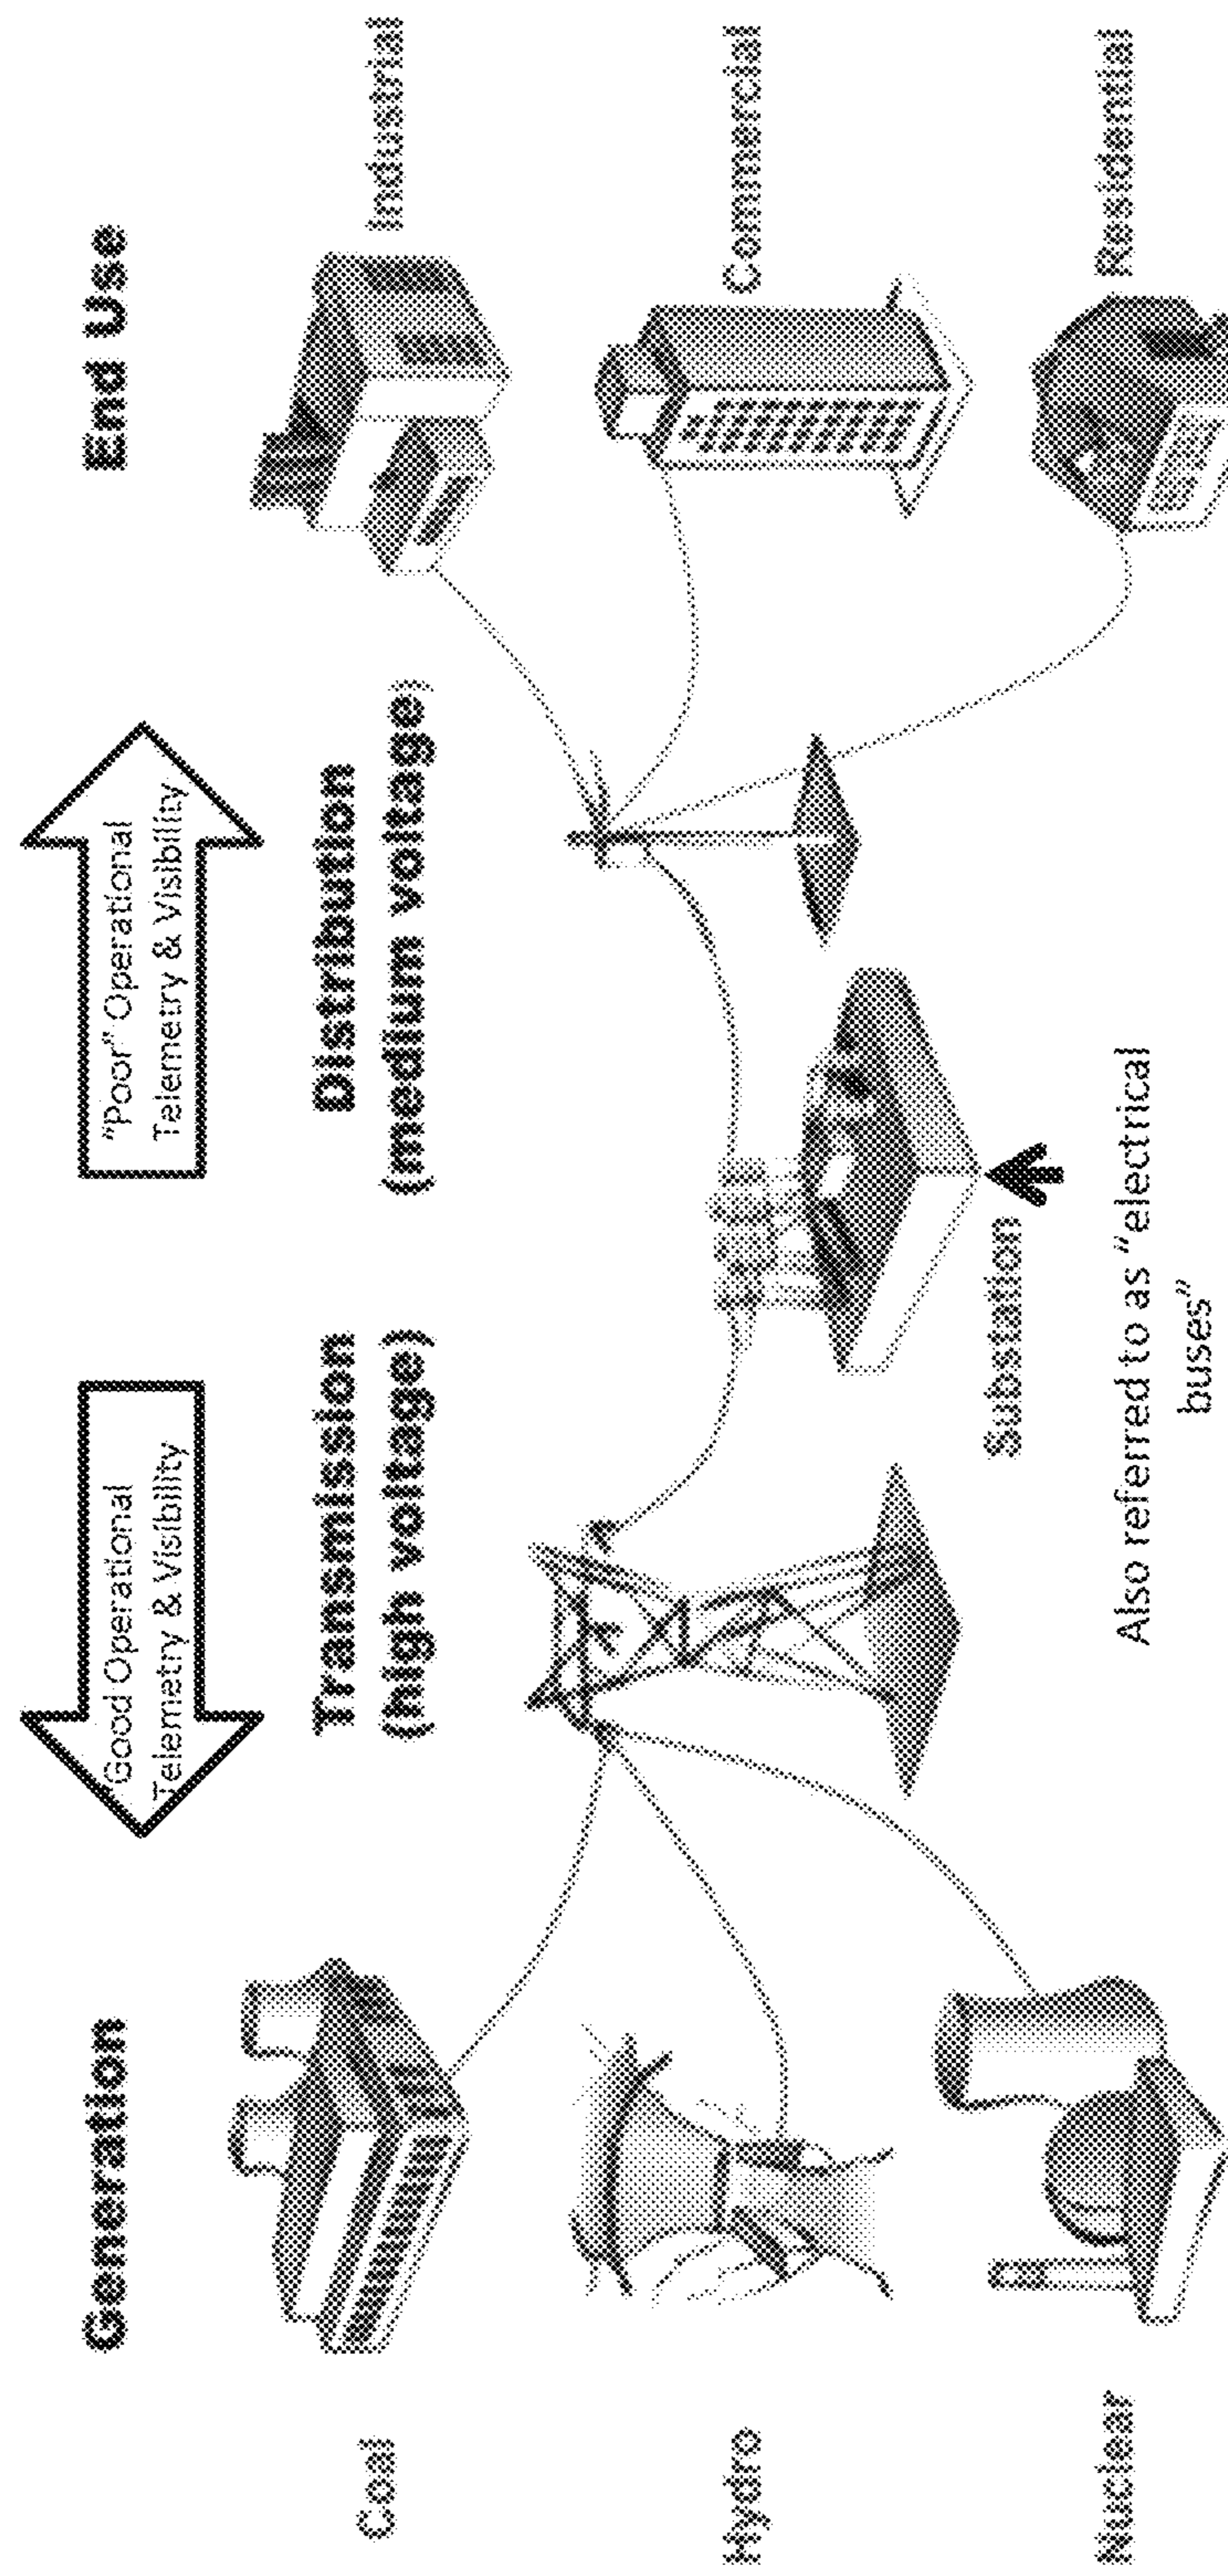 Generation
End Use
Good Operational
Telemetry & Visibility
"Poor" Operational
Telemetry & Visibility
Transmission
(high voltage)
Distribution
(medium voltage)
Coal
Hydro
Nuclear
Industrial
Commercial
Residential
Substation
Also referred to as "electrical
buses"